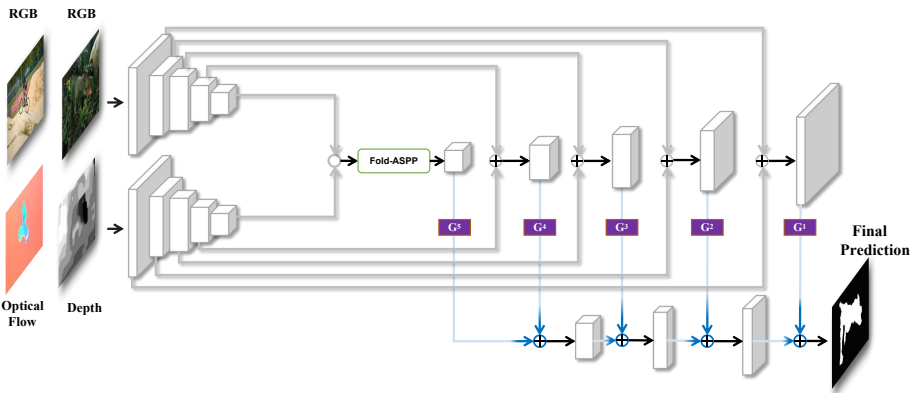 RGB
RGB
Fold-ASPP
G⁵
G⁴
G³
G²
G¹
Final
Prediction
Optical
Flow
Depth